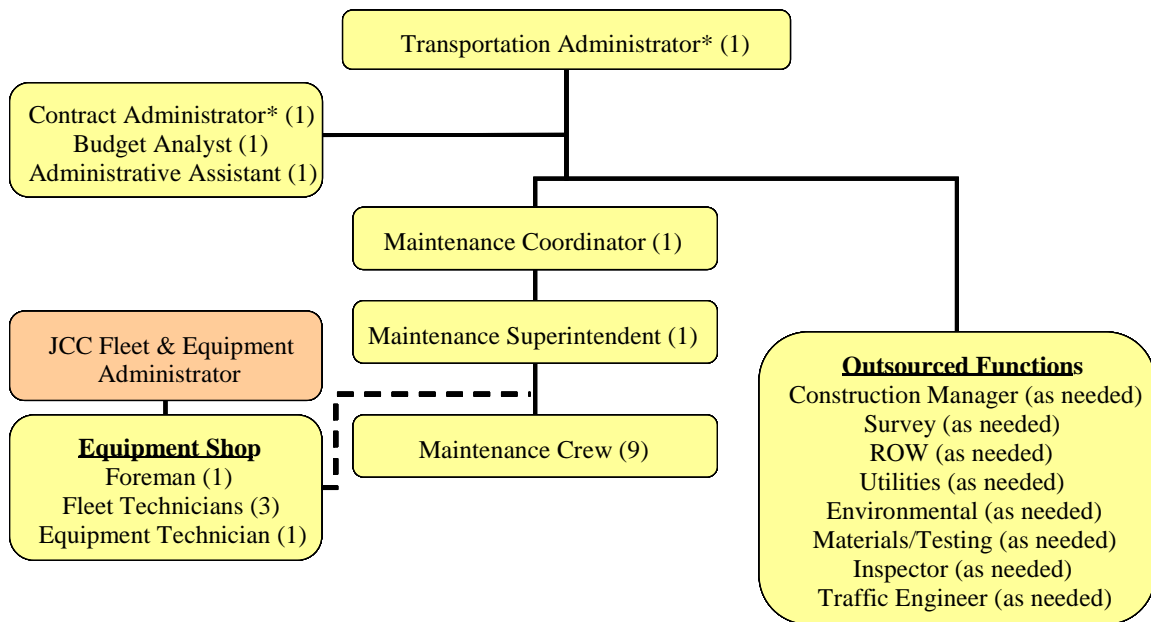 Transportation Administrator* (1)
Contract Administrator* (1)
Budget Analyst (1)
Administrative Assistant (1)
Maintenance Coordinator (1)
Maintenance Superintendent (1)
JCC Fleet & Equipment
Administrator
Equipment Shop
Foreman (1)
Fleet Technicians (3)
Equipment Technician (1)
Maintenance Crew (9)
Outsourced Functions
Construction Manager (as needed)
Survey (as needed)
ROW (as needed)
Utilities (as needed)
Environmental (as needed)
Materials/Testing (as needed)
Inspector (as needed)
Traffic Engineer (as needed)